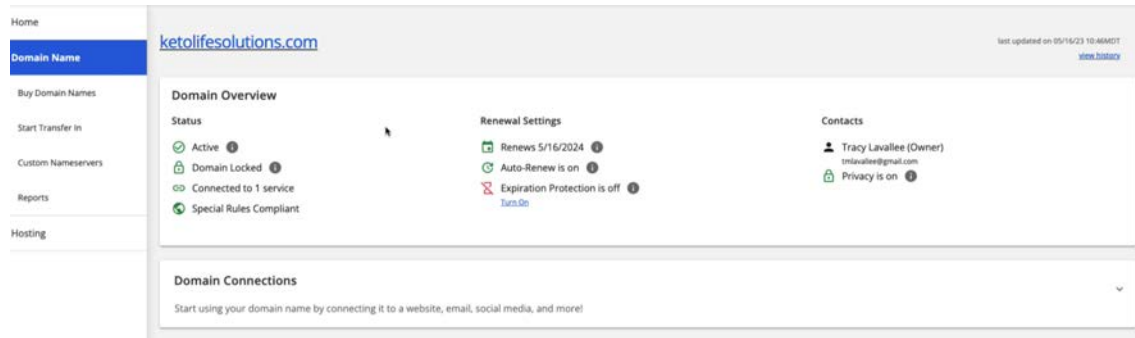 Home
Domain Name
Buy Domain Names
Start Transfer In
Custom Nameservers
Reports
Hosting
ketolifesolutions.com
last updated on 05/16/23 10:46MDT
view history
Domain Overview
Status
Active
Domain Locked
Connected to 1 service
Special Rules Compliant
Renewal Settings
Renews 5/16/2024
Auto-Renew is on
Expiration Protection is off
Turn On
Contacts
Tracy Lavallee (Owner)
tmlavallee@gmail.com
Privacy is on
Domain Connections
Start using your domain name by connecting it to a website, email, social media, and more!